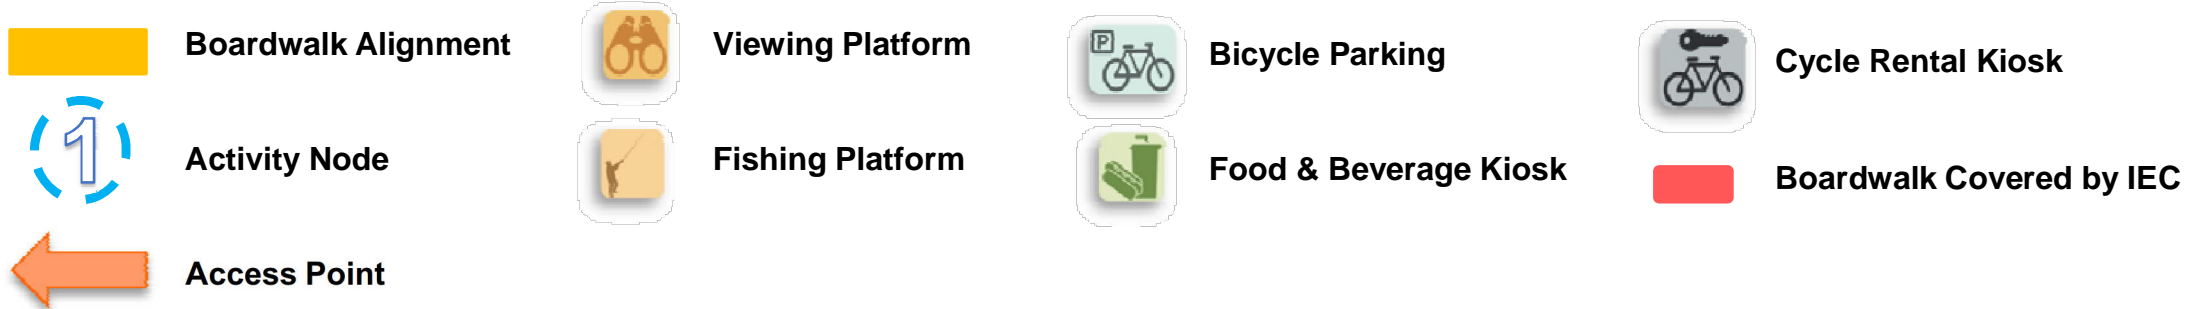 Boardwalk Alignment
Viewing Platform
P
Bicycle Parking
Cycle Rental Kiosk
1
Activity Node
Fishing Platform
Food & Beverage Kiosk
Boardwalk Covered by IEC
Access Point